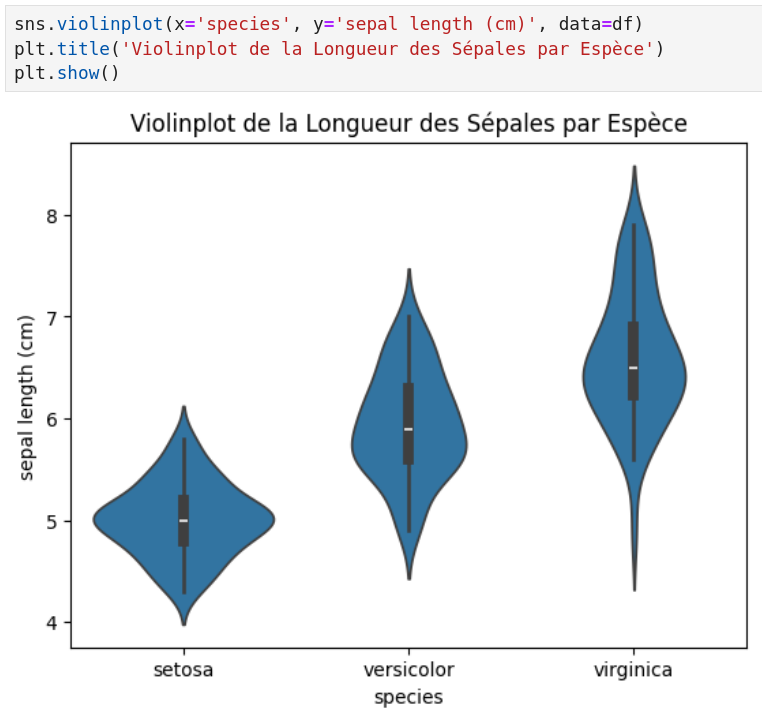 sns.violinplot(x='species', y='sepal length (cm)', data=df)
plt.title('Violinplot de la Longueur des Sépales par Espèce')
plt.show()
Violinplot de la Longueur des Sépales par Espèce
8
7
6
5
4
sepal length (cm)
setosa versicolor virginica
species